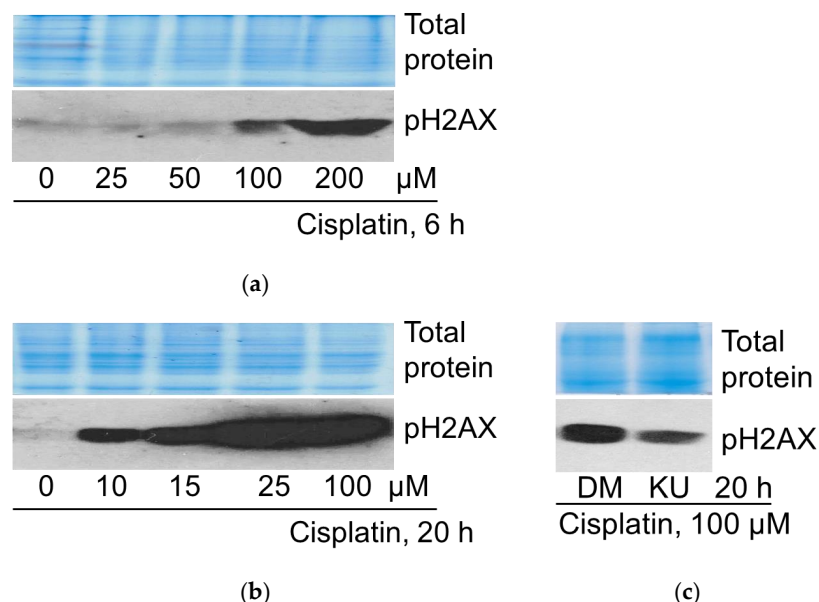 Total
protein
pH2AX
0 25 50 100 200 µM
Cisplatin, 6 h
(a)
Total
protein
pH2AX
0 10 15 25 100 µM
Cisplatin, 20 h
(b)
Total
protein
pH2AX
DM KU 20 h
Cisplatin, 100 µM
(c)